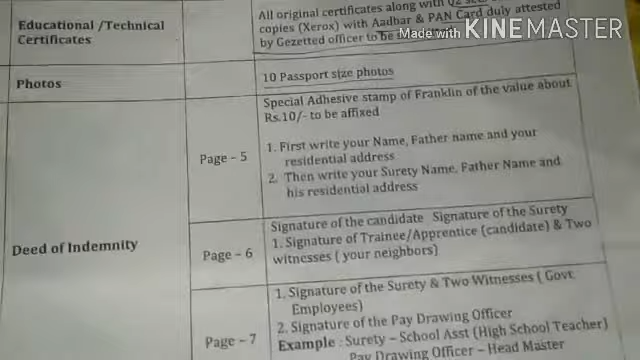 All original certificates along with 02
Educational /Technical
Certificates
copies (Xerox) with Aadhar & PAN Card duly attested
by Gezetted officer to be
Made with KINEMASTER
Photos
10 Passport size photos
Special Adhesive stamp of Franklin of the value about
Rs.10/- to be affixed
Page – 5
1. First write your Name, Father name and your
residential address
2. Then write your Surety Name, Father Name and
his residential address
Deed of Indemnity
Page – 6
Signature of the candidate Signature of the Surety
1. Signature of Trainee/Apprentice (candidate) & Two
witnesses ( your neighbors)
Page – 7
1. Signature of the Surety & Two Witnesses ( Govt
Employees)
2. Signature of the Pay Drawing Officer
Example : Surety – School Asst (High School Teacher)
Pay Drawing Officer – Head Master